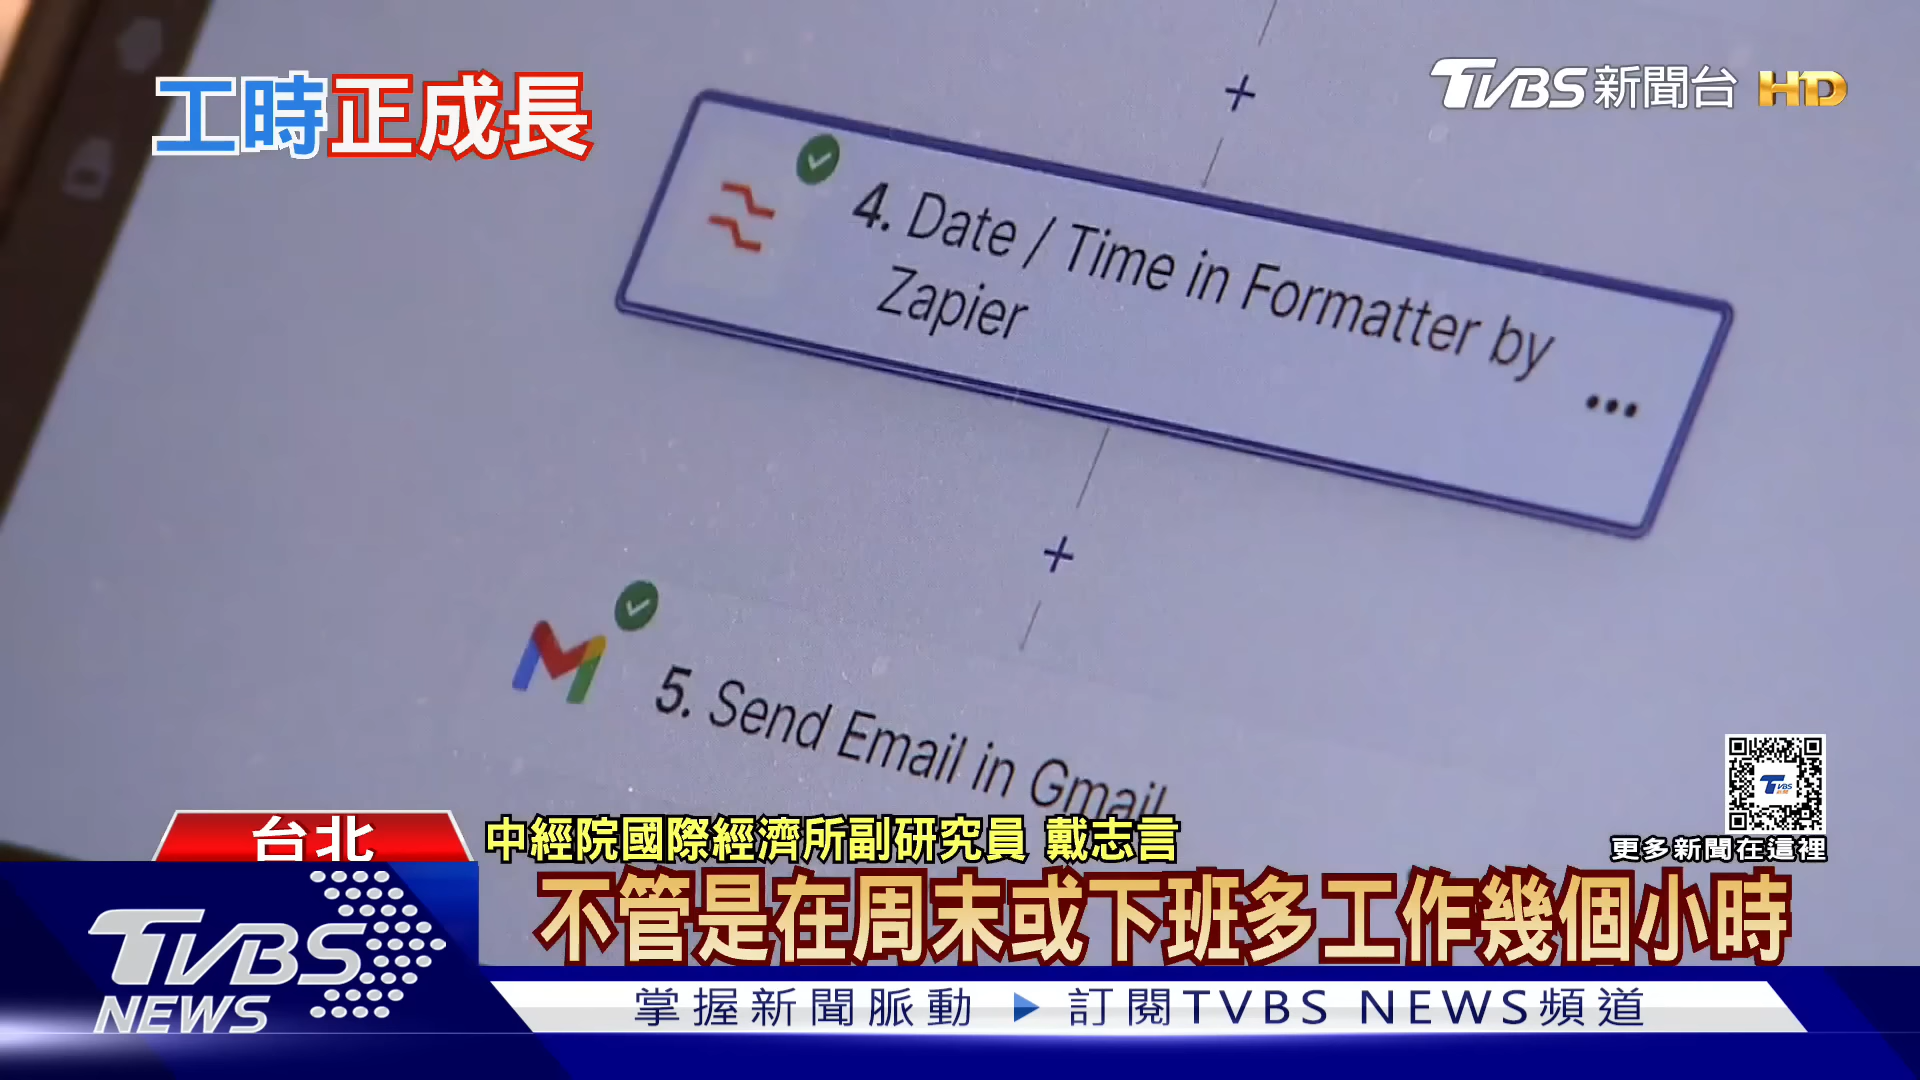 工時正成長
TVBS新聞台 HD
4. Date / Time in Formatter by
Zapier
5. Send Email in Gmail
更多新聞在這裡
台北
中經院國際經濟所副研究員 戴志言
不管是在周末或下班多工作幾個小時
TVBS
NEWS
掌握新聞脈動 ▶ 訂閱TVBS NEWS頻道